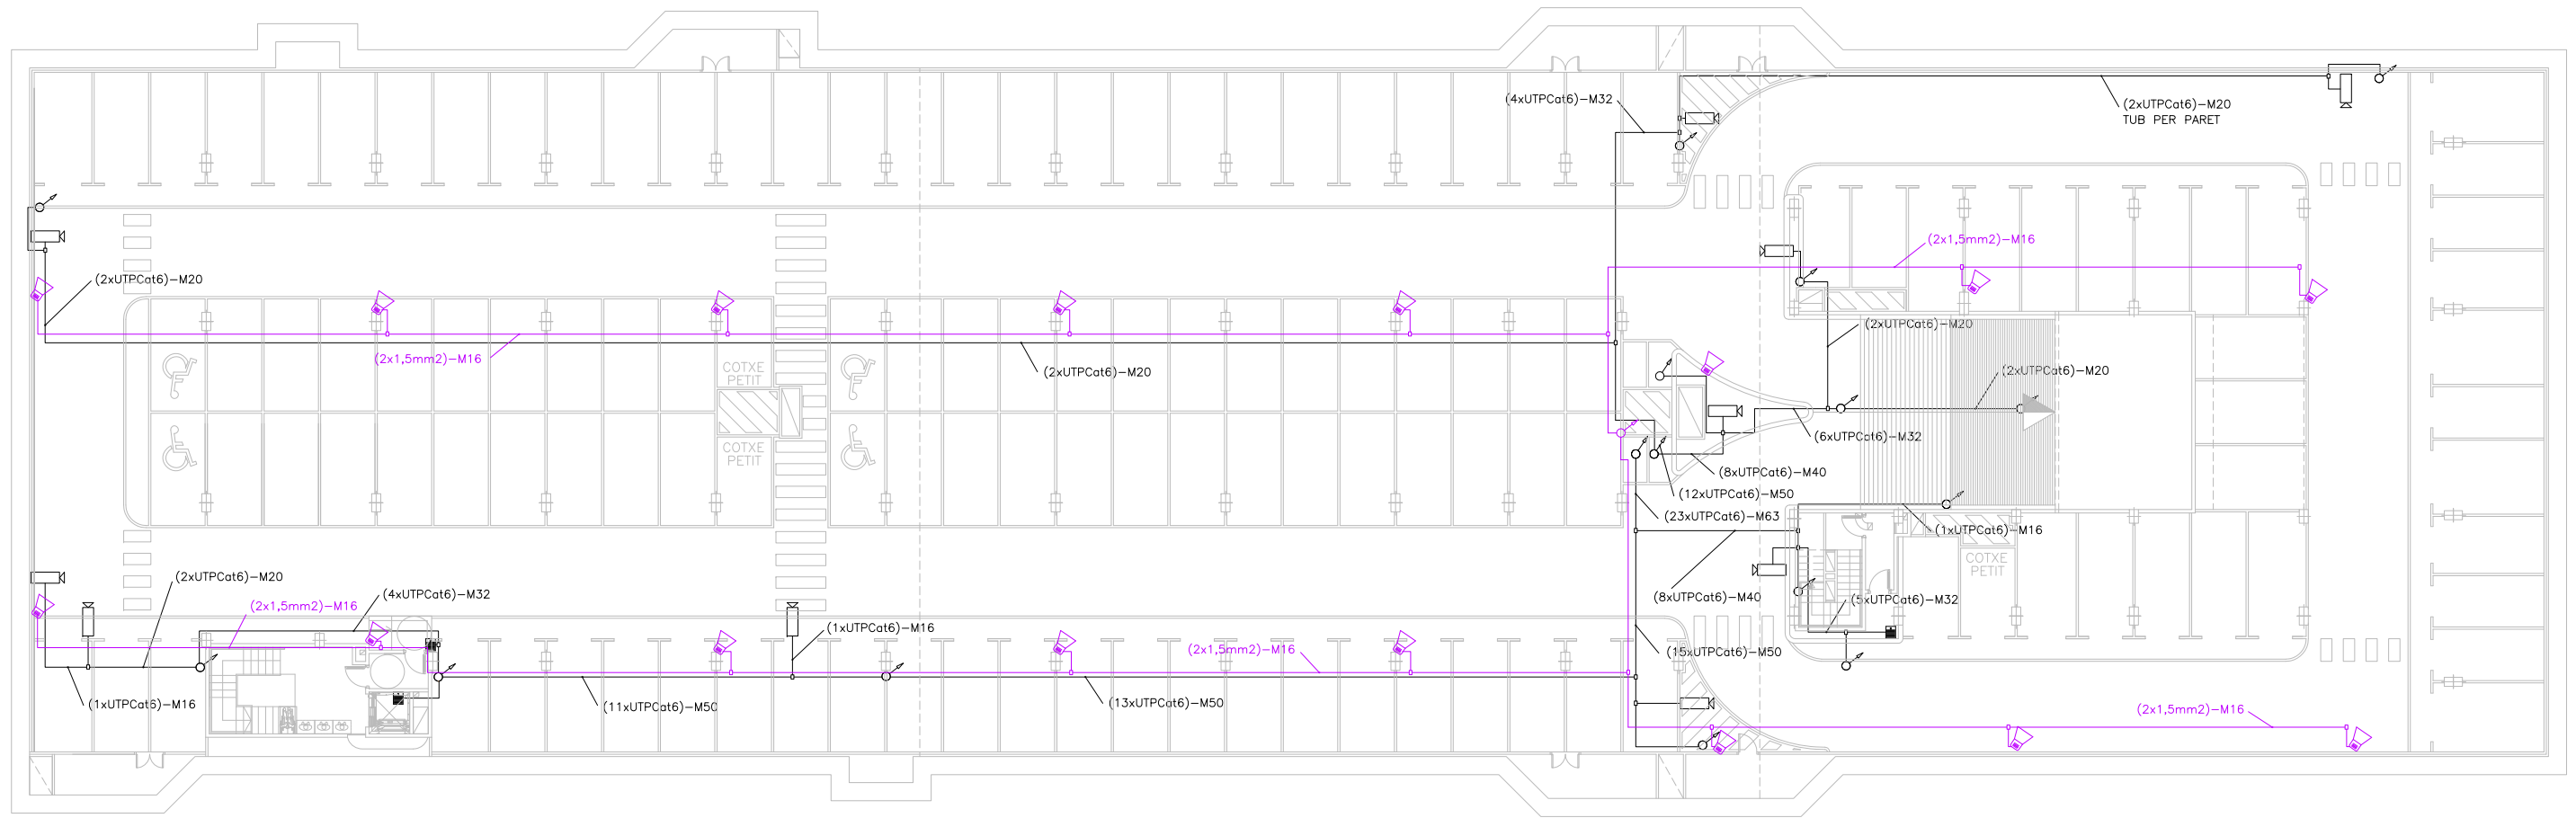 (4xUTPCat6)-M32
(2xUTPCat6)-M20
TUB PER PARET
(2x1,5mm2)-M16
(2xUTPCat6)-M20
(2xUTPCat6)-M20
(2x1,5mm2)-M16
COTXE
PETIT
(2xUTPCat6)-M20
(2xUTPCat6)-M20
(6xUTPCat6)-M32
COTXE
PETIT
(8xUTPCat6)-M40
(12xUTPCat6)-M50
(23xUTPCat6)-M63
(1xUTPCat6)-M16
COTXE
PETIT
(2xUTPCat6)-M20
(4xUTPCat6)-M32
(8xUTPCat6)-M40
(5xUTPCat6)-M32
(2x1,5mm2)-M16
(1xUTPCat6)-M16
(2x1,5mm2)-M16
(15xUTPCat6)-M50
(1xUTPCat6)-M16
(11xUTPCat6)-M50
(13xUTPCat6)-M50
(2x1,5mm2)-M16